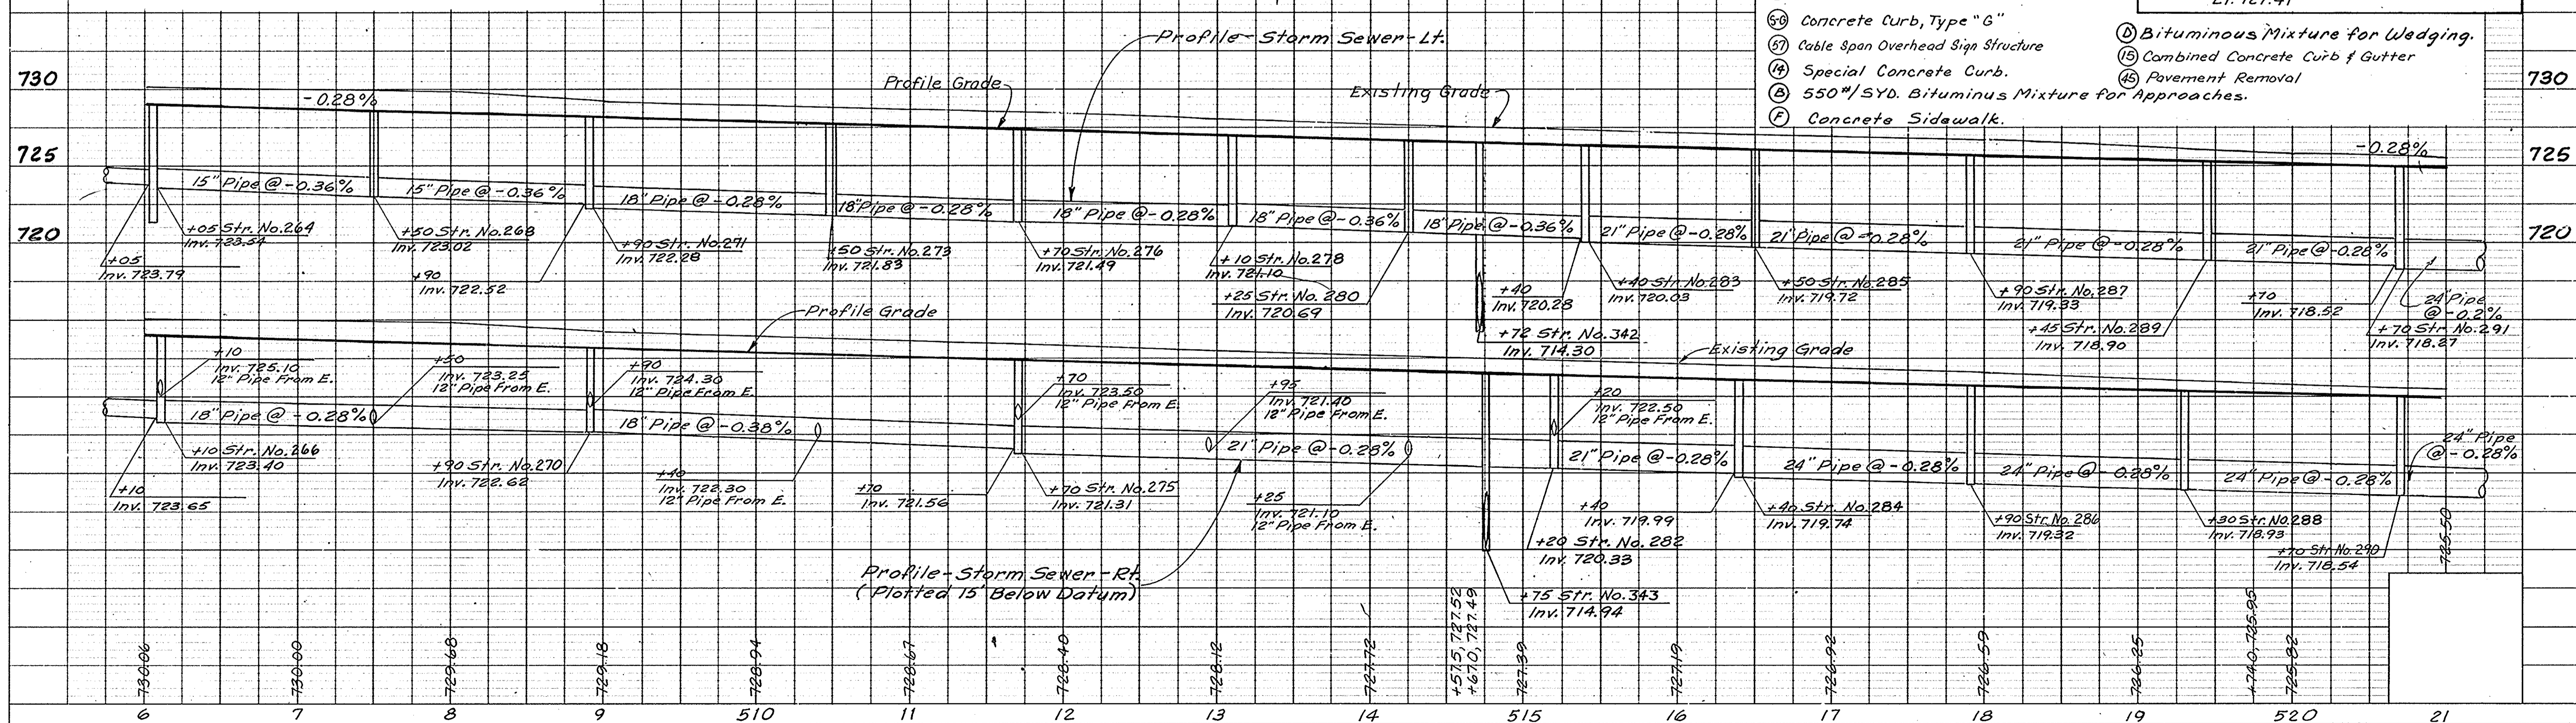 (5-G) Concrete Curb, Type "G"
(57) Cable Span Overhead Sign Structure
(14) Special Concrete Curb.
(B) 550#/SYD. Bituminus Mixture for Approaches.
(F) Concrete Sidewalk.
(D) Bituminous Mixture for Wedging.
(15) Combined Concrete Curb & Gutter
(45) Pavement Removal
730
725
720
730
725
720
Profile-Storm Sewer-Lt.
Profile Grade
Existing Grade
-0.28%
-0.28%
15" Pipe @ -0.36%
15" Pipe @ -0.36%
18" Pipe @ -0.28%
18" Pipe @ -0.28%
18" Pipe @ -0.28%
18" Pipe @ -0.36%
18" Pipe @ -0.36%
21" Pipe @ -0.28%
21" Pipe @ -0.28%
21" Pipe @ -0.28%
21" Pipe @ -0.28%
24" Pipe
@ -0.2%
+05
Inv. 723.79
+05 Str. No. 264
Inv. 723.54
+50 Str. No. 268
Inv. 723.02
+90
Inv. 722.52
+90 Str. No. 271
Inv. 722.28
+50 Str. No. 273
Inv. 721.83
+70 Str. No. 276
Inv. 721.49
+10 Str. No. 278
Inv. 721.10
+25 Str. No. 280
Inv. 720.69
+40
Inv. 720.28
+72 Str. No. 342
Inv. 714.30
+40 Str. No. 283
Inv. 720.03
+50 Str. No. 285
Inv. 719.72
+90 Str. No. 287
Inv. 719.33
+45 Str. No. 289
Inv. 718.90
+70
Inv. 718.52
+70 Str. No. 291
Inv. 718.27
Profile Grade
Existing Grade
+10
Inv. 725.10
12" Pipe From E.
+50
Inv. 723.25
12" Pipe From E.
+90
Inv. 724.30
12" Pipe From E.
+70
Inv. 723.50
12" Pipe From E.
+95
Inv. 721.40
12" Pipe From E.
+20
Inv. 722.50
12" Pipe From E.
18" Pipe @ -0.28%
18" Pipe @ -0.38%
21" Pipe @ -0.28%
21" Pipe @ -0.28%
24" Pipe @ -0.28%
24" Pipe @ -0.28%
24" Pipe @ -0.28%
24" Pipe
@ -0.28%
+10
Inv. 723.65
+10 Str. No. 266
Inv. 723.40
+90 Str. No. 270
Inv. 722.62
+40
Inv. 722.30
12" Pipe From E.
+70
Inv. 721.56
+70 Str. No. 275
Inv. 721.31
+25
Inv. 721.10
12" Pipe From E.
+20 Str. No. 282
Inv. 720.33
+75 Str. No. 343
Inv. 714.94
+40
Inv. 719.99
+40 Str. No. 284
Inv. 719.74
+90 Str. No. 286
Inv. 719.32
+30 Str. No. 288
Inv. 718.93
+70 Str. No. 290
Inv. 718.54
Profile-Storm Sewer-Rt.
(Plotted 15' Below Datum)
730.06
730.00
729.68
729.18
728.94
728.67
728.40
728.12
727.72
+57.5, 727.52
+67.0, 727.49
727.39
727.19
726.92
726.59
726.25
+74.0, 725.95
725.82
725.50
6 7 8 9 510 11 12 13 14 515 16 17 18 19 520 21